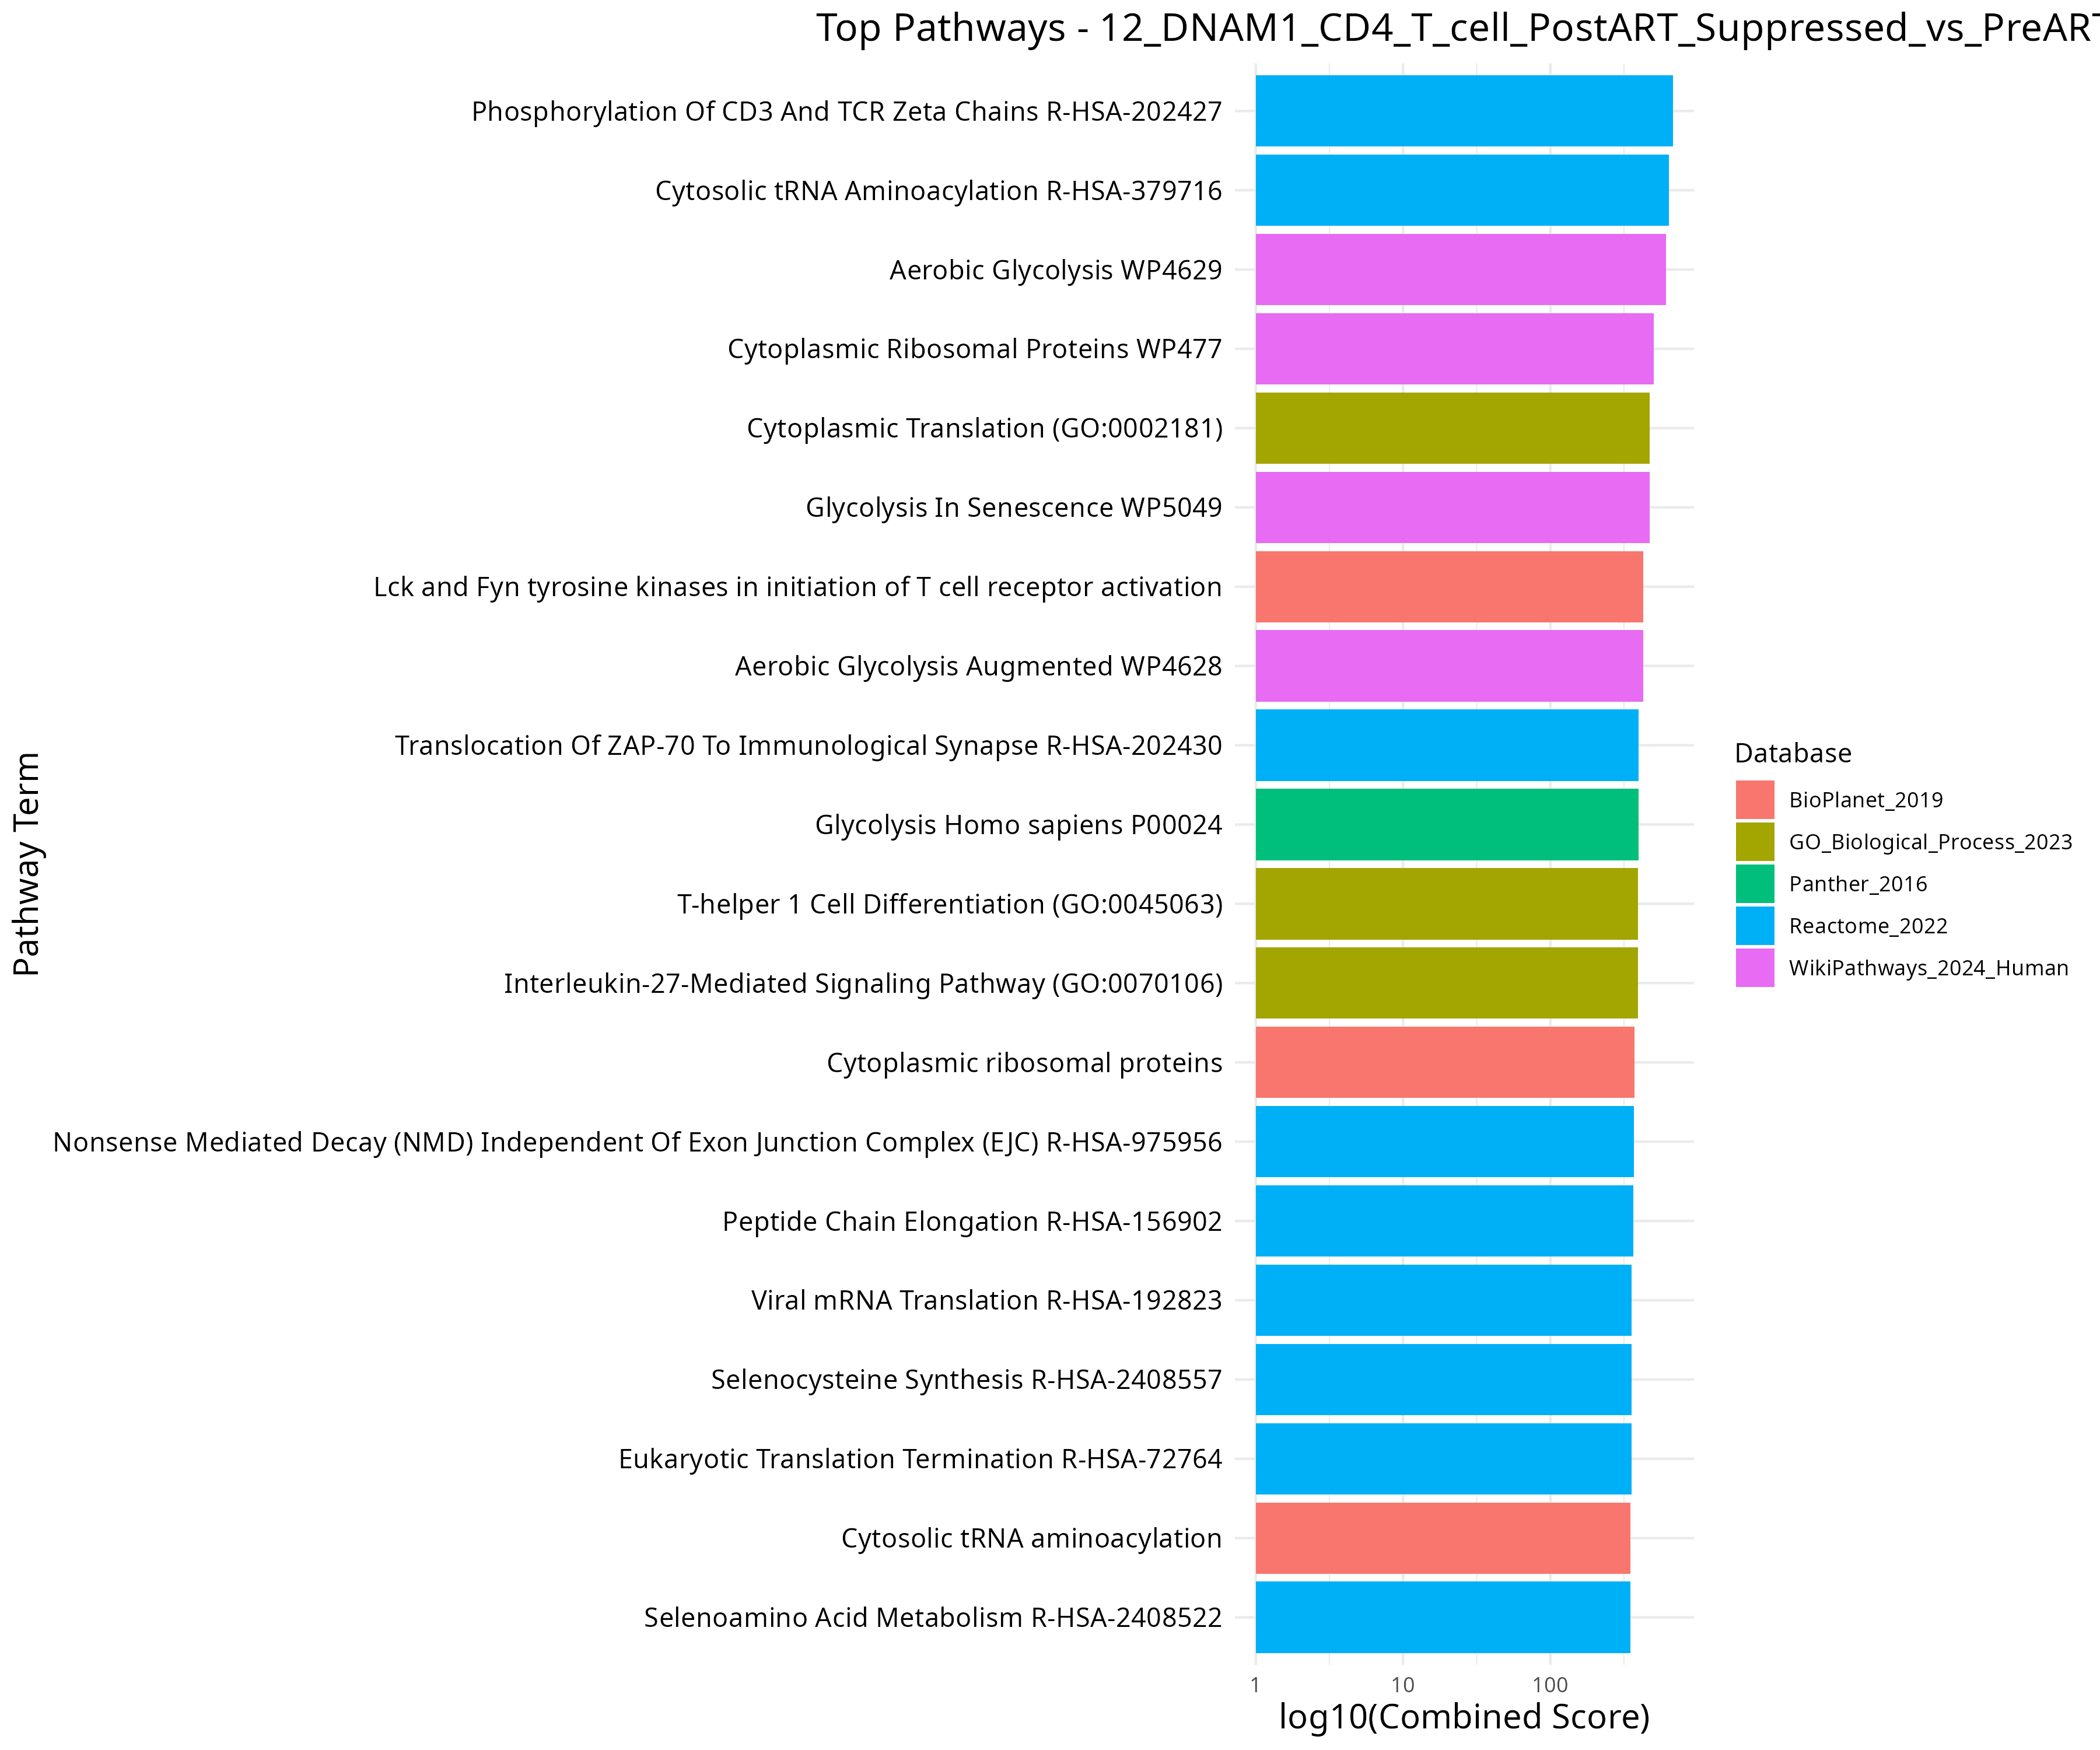 Top Pathways - 12_DNAM1_CD4_T_cell_PostART_Suppressed_vs_PreART
Pathway Term
Phosphorylation Of CD3 And TCR Zeta Chains R-HSA-202427
Cytosolic tRNA Aminoacylation R-HSA-379716
Aerobic Glycolysis WP4629
Cytoplasmic Ribosomal Proteins WP477
Cytoplasmic Translation (GO:0002181)
Glycolysis In Senescence WP5049
Lck and Fyn tyrosine kinases in initiation of T cell receptor activation
Aerobic Glycolysis Augmented WP4628
Translocation Of ZAP-70 To Immunological Synapse R-HSA-202430
Glycolysis Homo sapiens P00024
T-helper 1 Cell Differentiation (GO:0045063)
Interleukin-27-Mediated Signaling Pathway (GO:0070106)
Cytoplasmic ribosomal proteins
Nonsense Mediated Decay (NMD) Independent Of Exon Junction Complex (EJC) R-HSA-975956
Peptide Chain Elongation R-HSA-156902
Viral mRNA Translation R-HSA-192823
Selenocysteine Synthesis R-HSA-2408557
Eukaryotic Translation Termination R-HSA-72764
Cytosolic tRNA aminoacylation
Selenoamino Acid Metabolism R-HSA-2408522
1 10 100
log10(Combined Score)
Database
BioPlanet_2019
GO_Biological_Process_2023
Panther_2016
Reactome_2022
WikiPathways_2024_Human